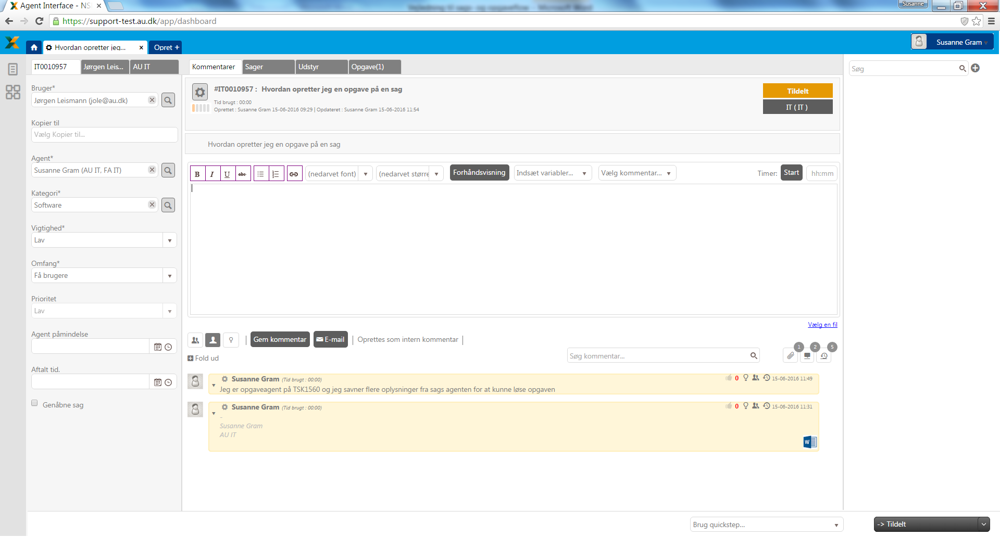 Agent Interface - NS
Susanne
https://support-test.au.dk/app/dashboard
Hvordan opretter jeg...
Opret +
Susanne Gram
IT0010957
Jørgen Leis...
AU IT
Kommentarer
Sager
Udstyr
Opgave(1)
Søg
Bruger*
Jørgen Leismann (jole@au.dk)
Kopier til
Vælg Kopier til...
Agent*
Susanne Gram (AU IT, FA IT)
Kategori*
Software
Vigtighed*
Lav
Omfang*
Få brugere
Prioritet
Lav
Agent påmindelse
Aftalt tid.
Genåbne sag
#IT0010957 : Hvordan opretter jeg en opgave på en sag
Tid brugt : 00:00
Oprettet : Susanne Gram 15-06-2016 09:29 | Opdateret : Susanne Gram 15-06-2016 11:54
Tildelt
IT ( IT )
Hvordan opretter jeg en opgave på en sag
B I U abc
(nedarvet font)
(nedarvet større
Forhåndsvisning
Indsæt variabler...
Vælg kommentar...
Timer:
Start
hh:mm
Vælg en fil
Gem kommentar
E-mail
Oprettes som intern kommentar
Fold ud
Søg kommentar...
1
2
5
Susanne Gram (Tid brugt : 00:00)
0
15-06-2016 11:49
Jeg er opgaveagent på TSK1560 og jeg savner flere oplysninger fra sags agenten for at kunne løse opgaven
Susanne Gram (Tid brugt : 00:00)
0
15-06-2016 11:31
-
Susanne Gram
AU IT
W
Brug quickstep...
-> Tildelt